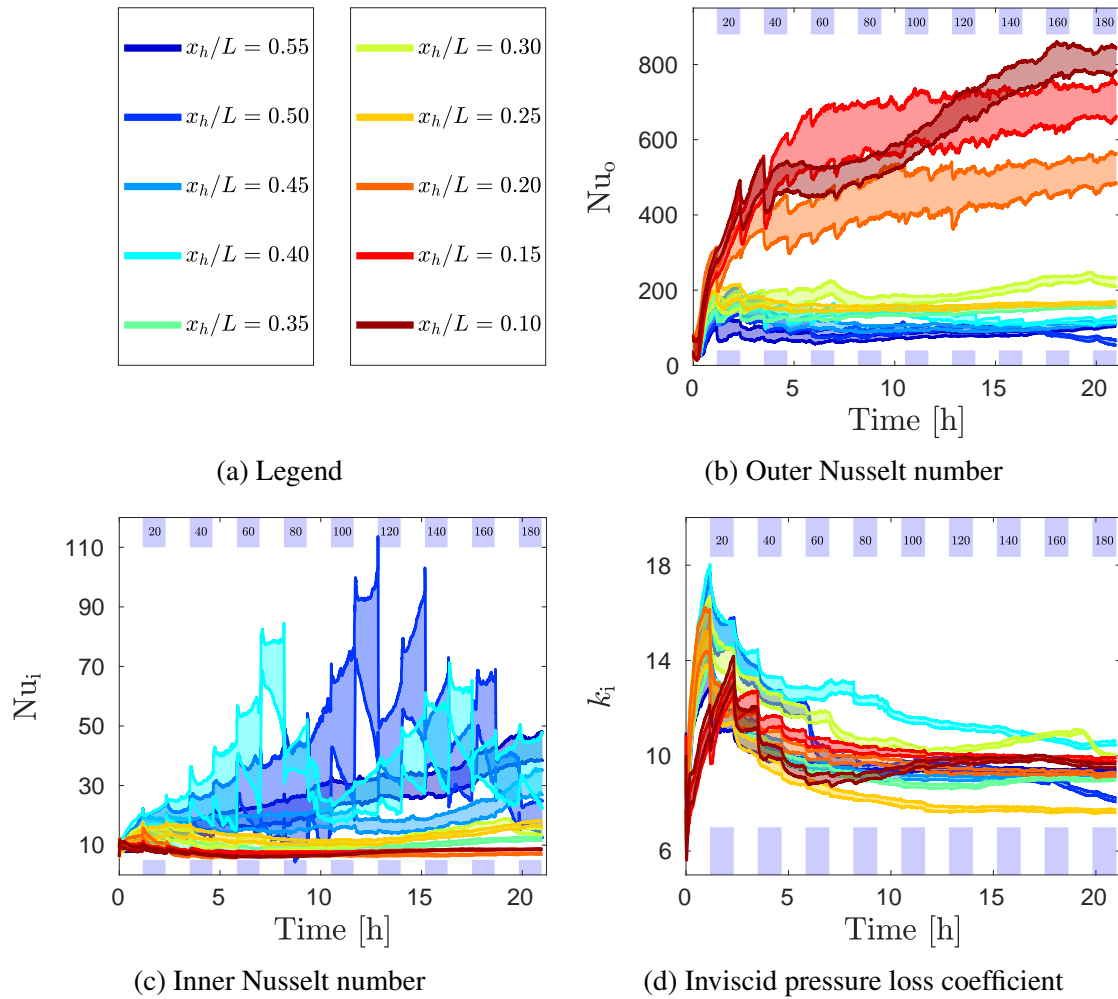 x_h/L = 0.55
x_h/L = 0.50
x_h/L = 0.45
x_h/L = 0.40
x_h/L = 0.35
x_h/L = 0.30
x_h/L = 0.25
x_h/L = 0.20
x_h/L = 0.15
x_h/L = 0.10
(a) Legend
20 40 60 80 100 120 140 160 180
800
600
400
200
0
Nu_o
0 5 10 15 20
Time [h]
(b) Outer Nusselt number
20 40 60 80 100 120 140 160 180
110
90
70
50
30
10
Nu_i
0 5 10 15 20
Time [h]
(c) Inner Nusselt number
20 40 60 80 100 120 140 160 180
18
14
10
6
k_i
0 5 10 15 20
Time [h]
(d) Inviscid pressure loss coefficient